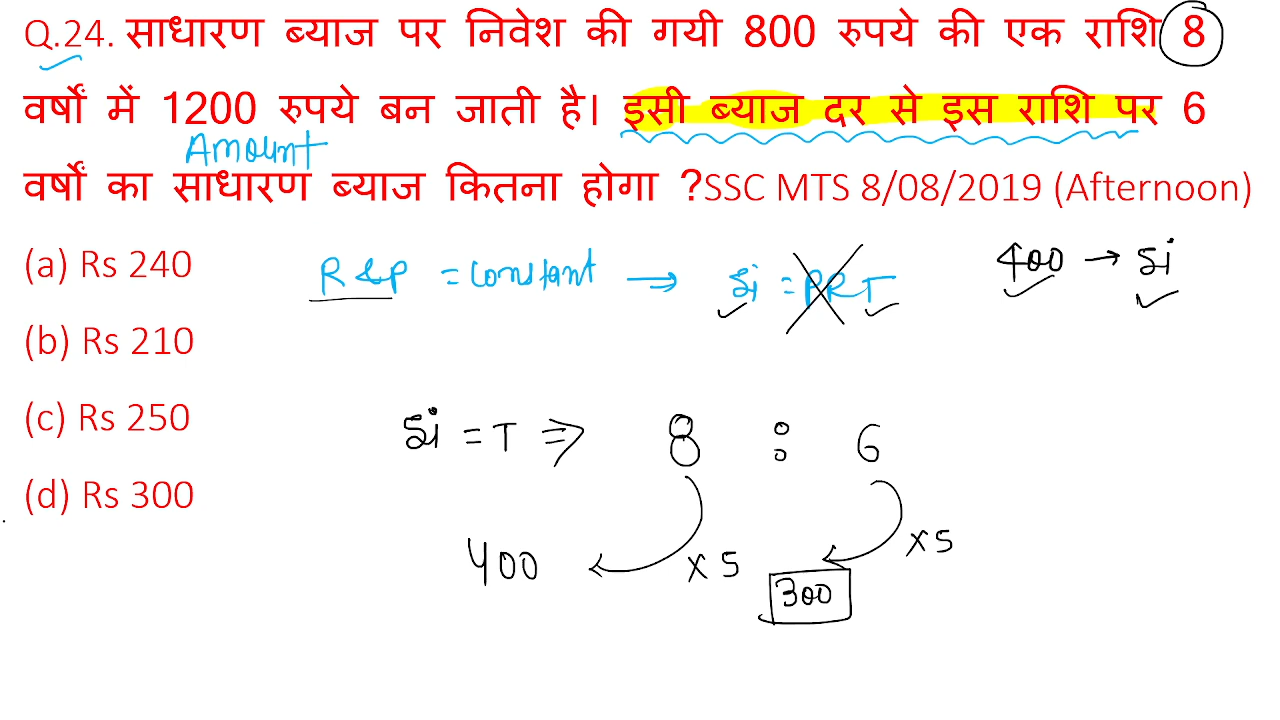 Q.24. साधारण ब्याज पर निवेश की गयी 800 रुपये की एक राशि 8
वर्षों में 1200 रुपये बन जाती है। इसी ब्याज दर से इस राशि पर 6
Amount
वर्षों का साधारण ब्याज कितना होगा ?SSC MTS 8/08/2019 (Afternoon)
(a) Rs 240
R & P = constant → Si = PRT
400 → Si
(b) Rs 210
(c) Rs 250
Si = T ⇒ 8 : 6
(d) Rs 300
400 ← x 5
x 5
300